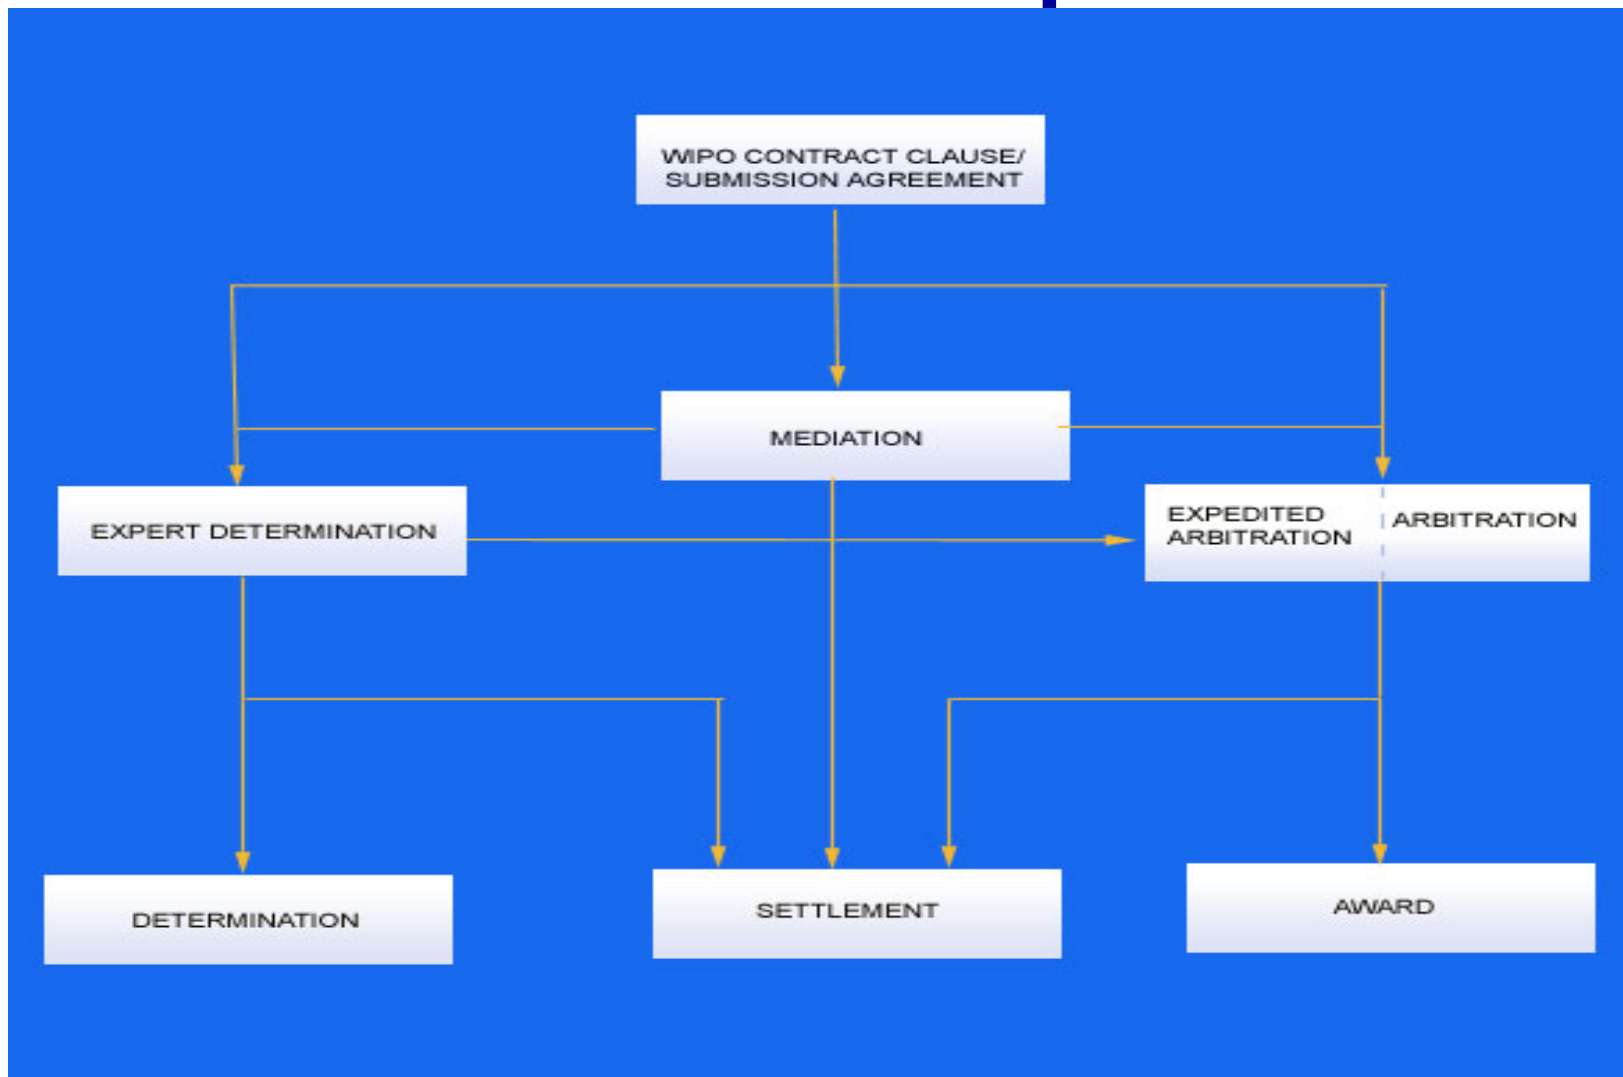 WIPO CONTRACT CLAUSE/
SUBMISSION AGREEMENT
MEDIATION
EXPERT DETERMINATION
EXPEDITED
ARBITRATION
ARBITRATION
DETERMINATION
SETTLEMENT
AWARD